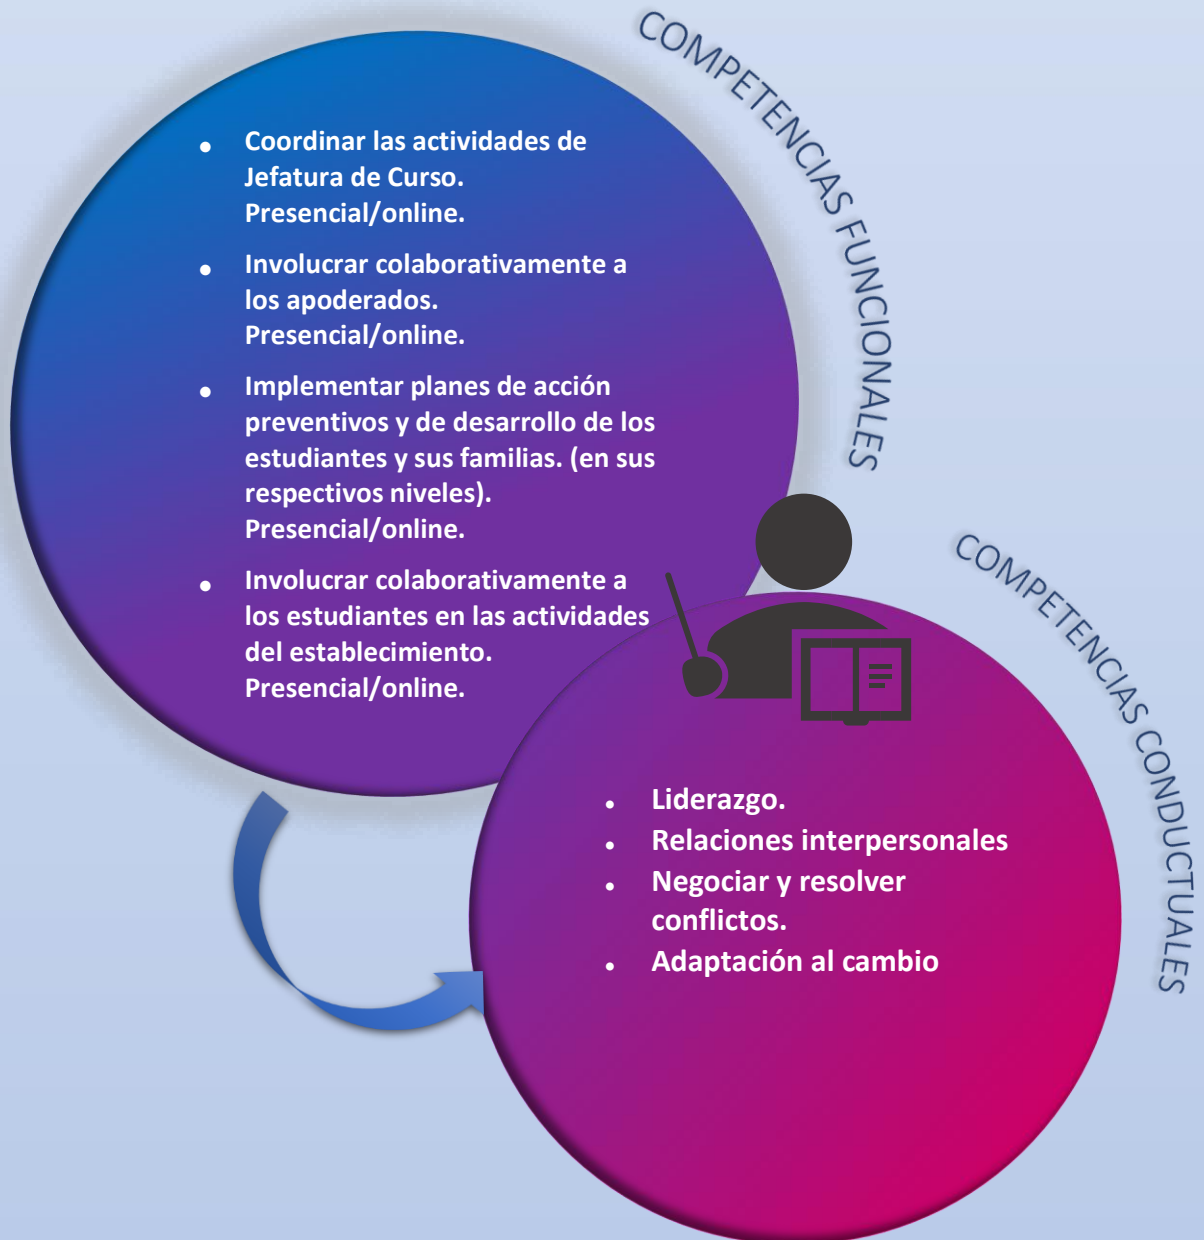 COMPETENCIAS FUNCIONALES
• Coordinar las actividades de
Jefatura de Curso.
Presencial/online.
• Involucrar colaborativamente a
los apoderados.
Presencial/online.
• Implementar planes de acción
preventivos y de desarrollo de los
estudiantes y sus familias. (en sus
respectivos niveles).
Presencial/online.
• Involucrar colaborativamente a
los estudiantes en las actividades
del establecimiento.
Presencial/online.
COMPETENCIAS CONDUCTUALES
• Liderazgo.
• Relaciones interpersonales
• Negociar y resolver
conflictos.
• Adaptación al cambio